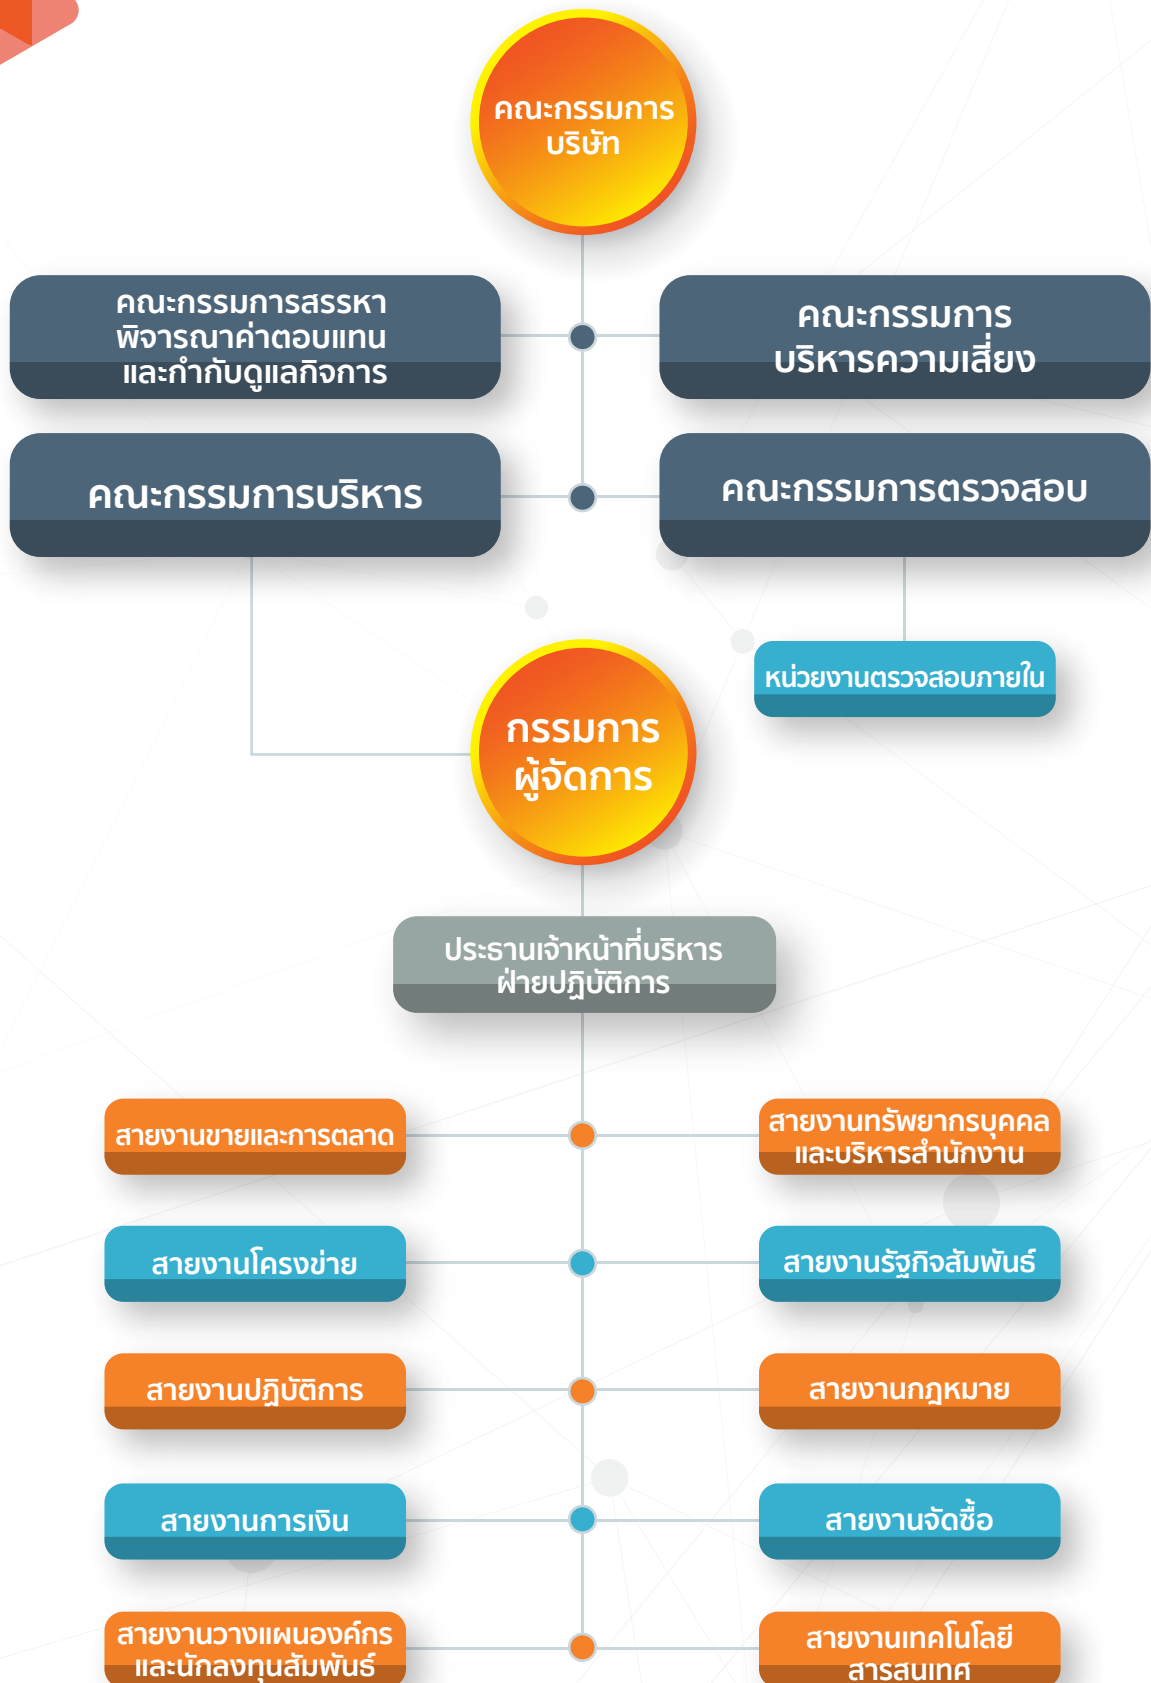 คณะกรรมการ
บริษัท
คณะกรรมการสรรหา
พิจารณาค่าตอบแทน
และกำกับดูแลกิจการ
คณะกรรมการ
บริหารความเสี่ยง
คณะกรรมการบริหาร
คณะกรรมการตรวจสอบ
หน่วยงานตรวจสอบภายใน
กรรมการ
ผู้จัดการ
ประธานเจ้าหน้าที่บริหาร
ฝ่ายปฏิบัติการ
สายงานขายและการตลาด
สายงานทรัพยากรบุคคล
และบริหารสำนักงาน
สายงานโครงข่าย
สายงานรัฐกิจสัมพันธ์
สายงานปฏิบัติการ
สายงานกฎหมาย
สายงานการเงิน
สายงานจัดซื้อ
สายงานวางแผนองค์กร
และนักลงทุนสัมพันธ์
สายงานเทคโนโลยี
สารสนเทศ